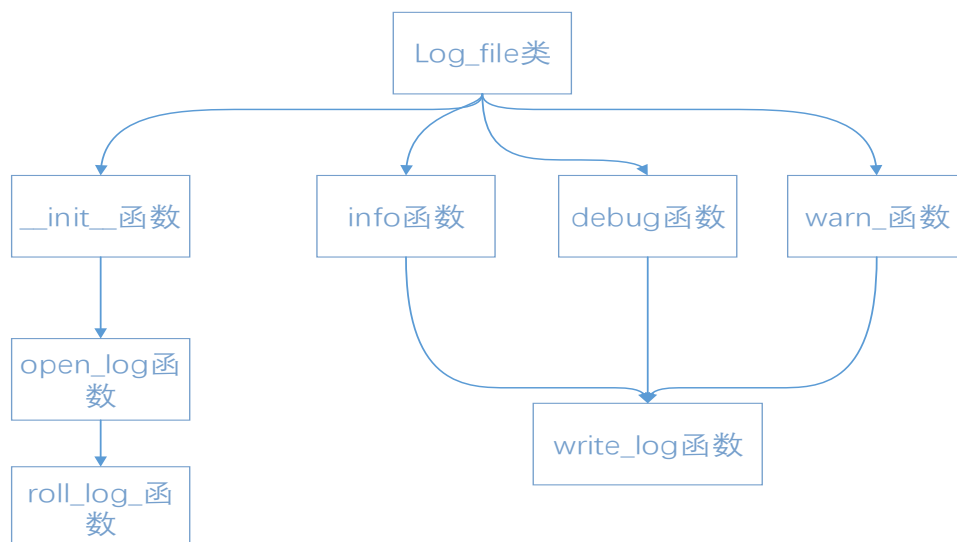 Log_file类
__init__函数
info函数
debug函数
warn_函数
open_log函
数
write_log函数
roll_log_函
数